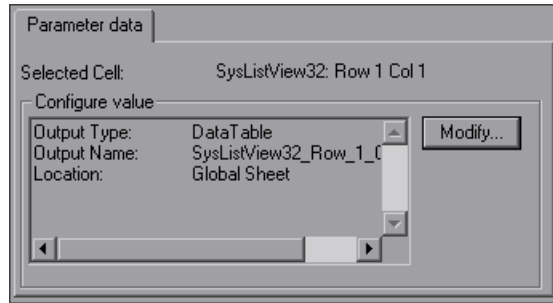 Parameter data
Selected Cell: SysListView32: Row 1 Col 1
Configure value
Output Type: DataTable
Output Name: SysListView32_Row_1_
Location: Global Sheet
Modify...